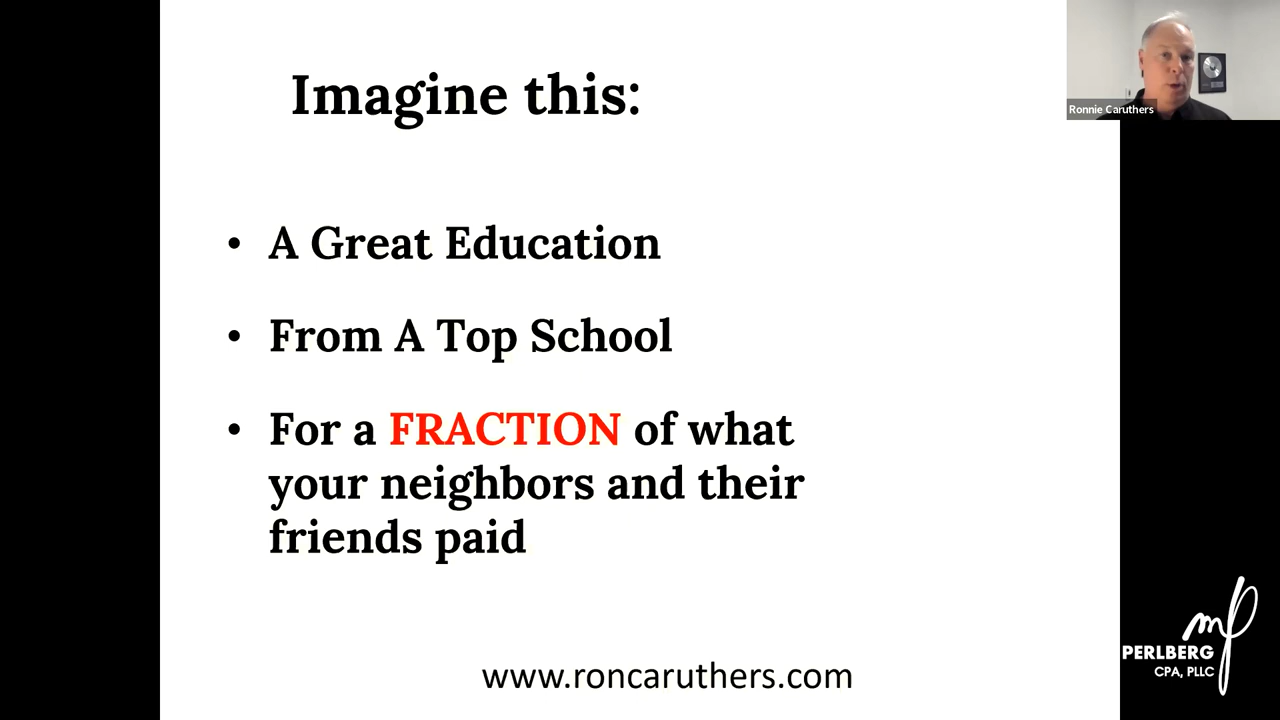 Imagine this:
• A Great Education
• From A Top School
• For a FRACTION of what
your neighbors and their
friends paid
www.roncaruthers.com
Ronnie Caruthers
mp
PERLBERG
CPA, PLLC